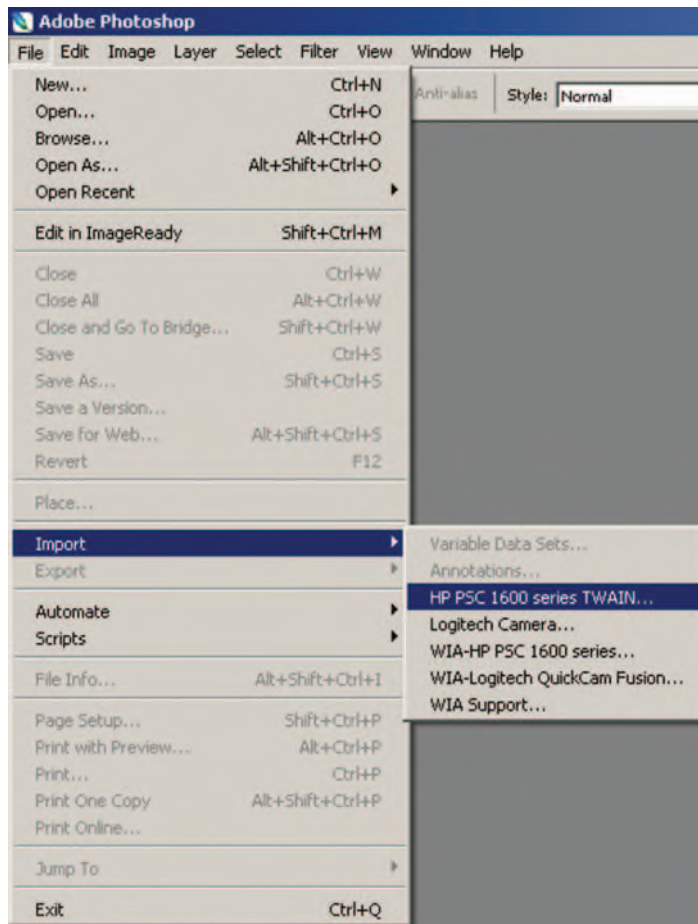 Adobe Photoshop
File Edit Image Layer Select Filter View Window Help
Anti-alias Style: Normal
New... Ctrl+N
Open... Ctrl+O
Browse... Alt+Ctrl+O
Open As... Alt+Shift+Ctrl+O
Open Recent
Edit in ImageReady Shift+Ctrl+M
Close Ctrl+W
Close All Alt+Ctrl+W
Close and Go To Bridge... Shift+Ctrl+W
Save Ctrl+S
Save As... Shift+Ctrl+S
Save a Version...
Save for Web... Alt+Shift+Ctrl+S
Revert F12
Place...
Import
Export
Automate
Scripts
File Info... Alt+Shift+Ctrl+I
Page Setup... Shift+Ctrl+P
Print with Preview... Alt+Ctrl+P
Print... Ctrl+P
Print One Copy Alt+Shift+Ctrl+P
Print Online...
Jump To
Exit Ctrl+Q
Variable Data Sets...
Annotations...
HP PSC 1600 series TWAIN...
Logitech Camera...
WIA-HP PSC 1600 series...
WIA-Logitech QuickCam Fusion...
WIA Support...